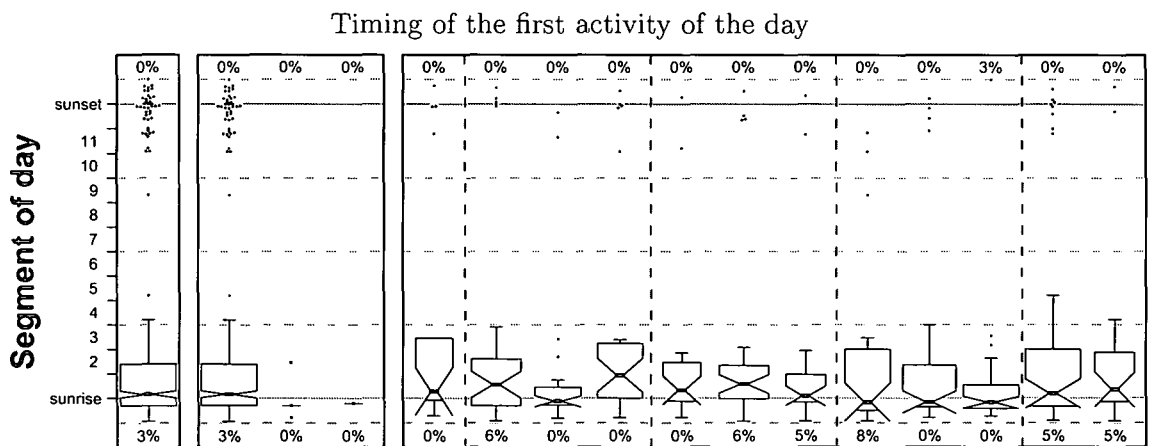 Timing of the first activity of the day
0% 0% 0% 0% 0% 0% 0% 0% 0% 0% 0% 0% 0% 3% 0% 0%
sunset
11
10
9
8
7
6
5
4
3
2
sunrise
Segment of day
3% 3% 0% 0% 0% 6% 0% 0% 0% 6% 5% 8% 0% 0% 5% 5%